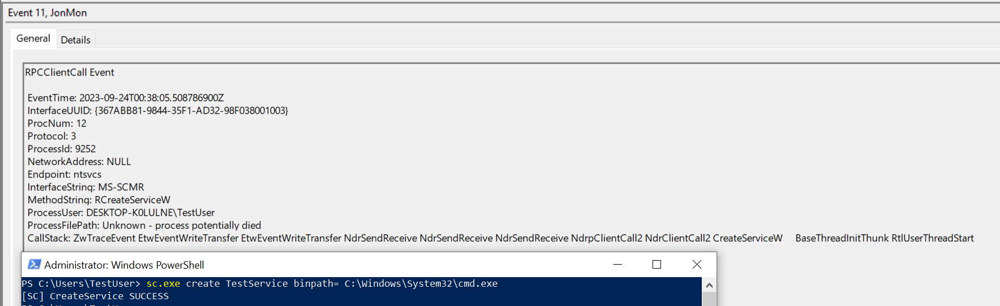 Event 11, JonMon
General Details
RPCClientCall Event
EventTime: 2023-09-24T00:38:05.508786900Z
InterfaceUUID: {367ABB81-9844-35F1-AD32-98F038001003}
ProcNum: 12
Protocol: 3
ProcessId: 9252
NetworkAddress: NULL
Endpoint: ntsvcs
InterfaceString: MS-SCMR
MethodString: RCreateServiceW
ProcessUser: DESKTOP-K0LULNE\TestUser
ProcessFilePath: Unknown - process potentially died
CallStack: ZwTraceEvent EtwEventWriteTransfer EtwEventWriteTransfer NdrSendReceive NdrSendReceive NdrSendReceive NdrpClientCall2 NdrClientCall2 CreateServiceW BaseThreadInitThunk RtlUserThreadStart
Administrator: Windows PowerShell
PS C:\Users\TestUser> sc.exe create TestService binpath= C:\Windows\System32\cmd.exe
[SC] CreateService SUCCESS